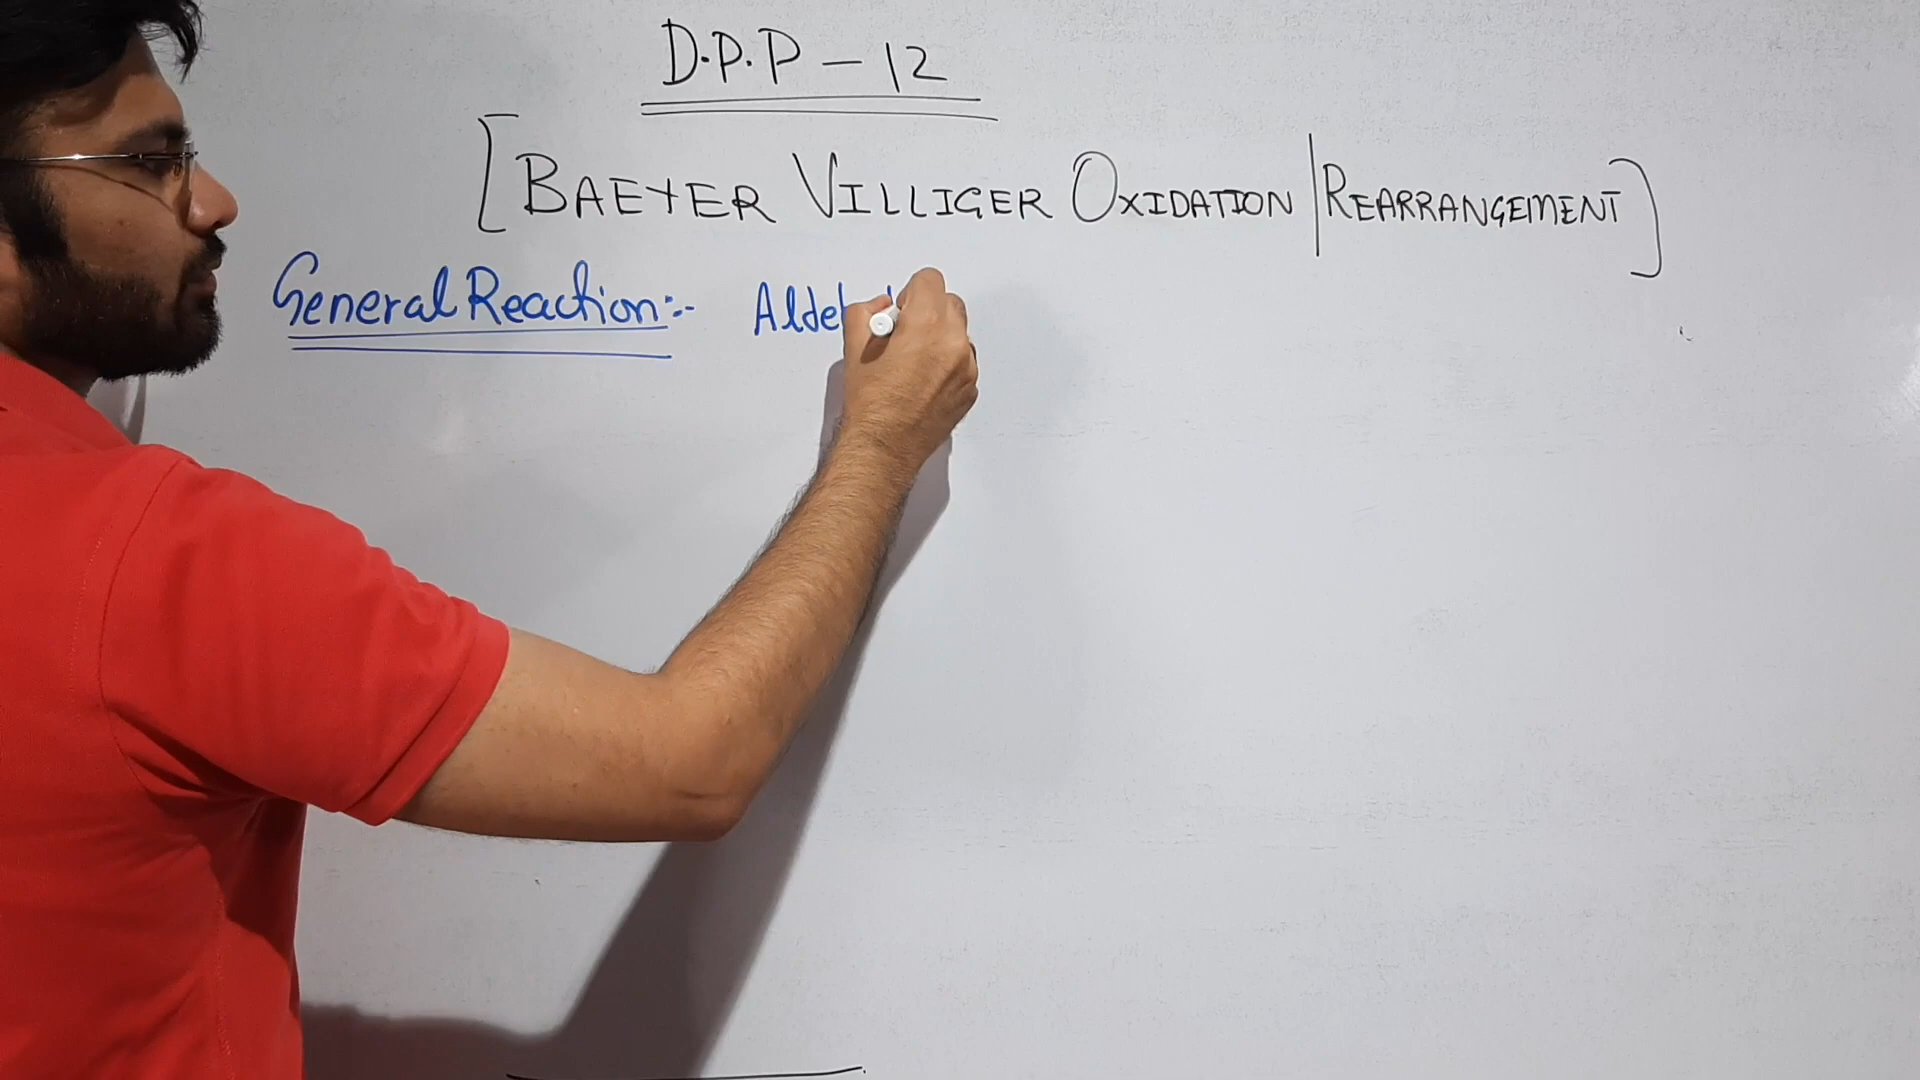 D.P.P - 12
[BAEYER VILLIGER OXIDATION | REARRANGEMENT]
General Reaction:-